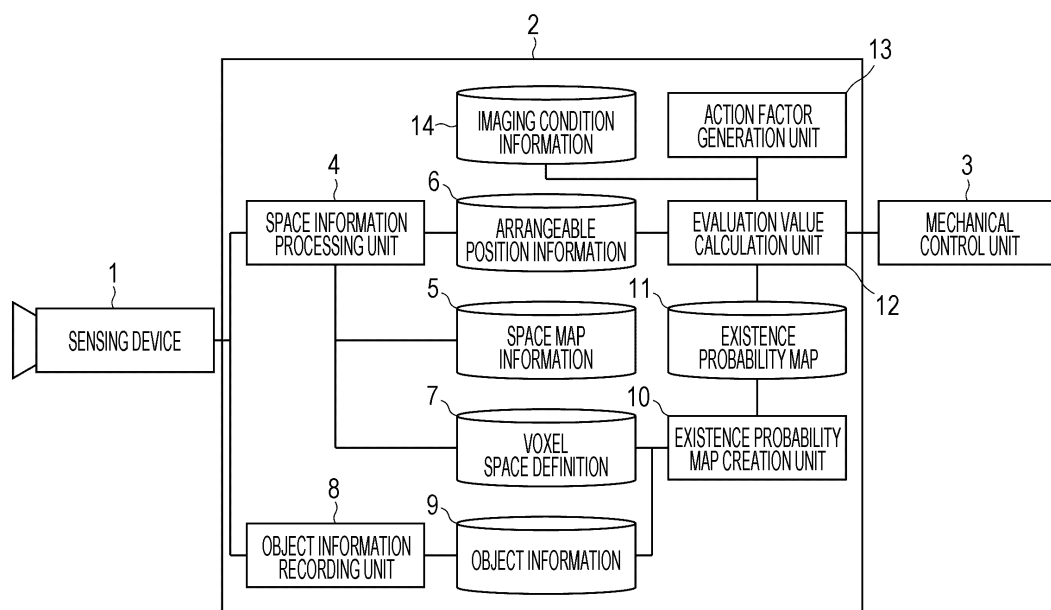 2
13
14
IMAGING CONDITION
INFORMATION
ACTION FACTOR
GENERATION UNIT
4
6
3
SPACE INFORMATION
PROCESSING UNIT
ARRANGEABLE
POSITION INFORMATION
EVALUATION VALUE
CALCULATION UNIT
MECHANICAL
CONTROL UNIT
1
5
11
12
SENSING DEVICE
SPACE MAP
INFORMATION
EXISTENCE
PROBABILITY MAP
7
10
VOXEL
SPACE DEFINITION
EXISTENCE PROBABILITY
MAP CREATION UNIT
8
9
OBJECT INFORMATION
RECORDING UNIT
OBJECT INFORMATION